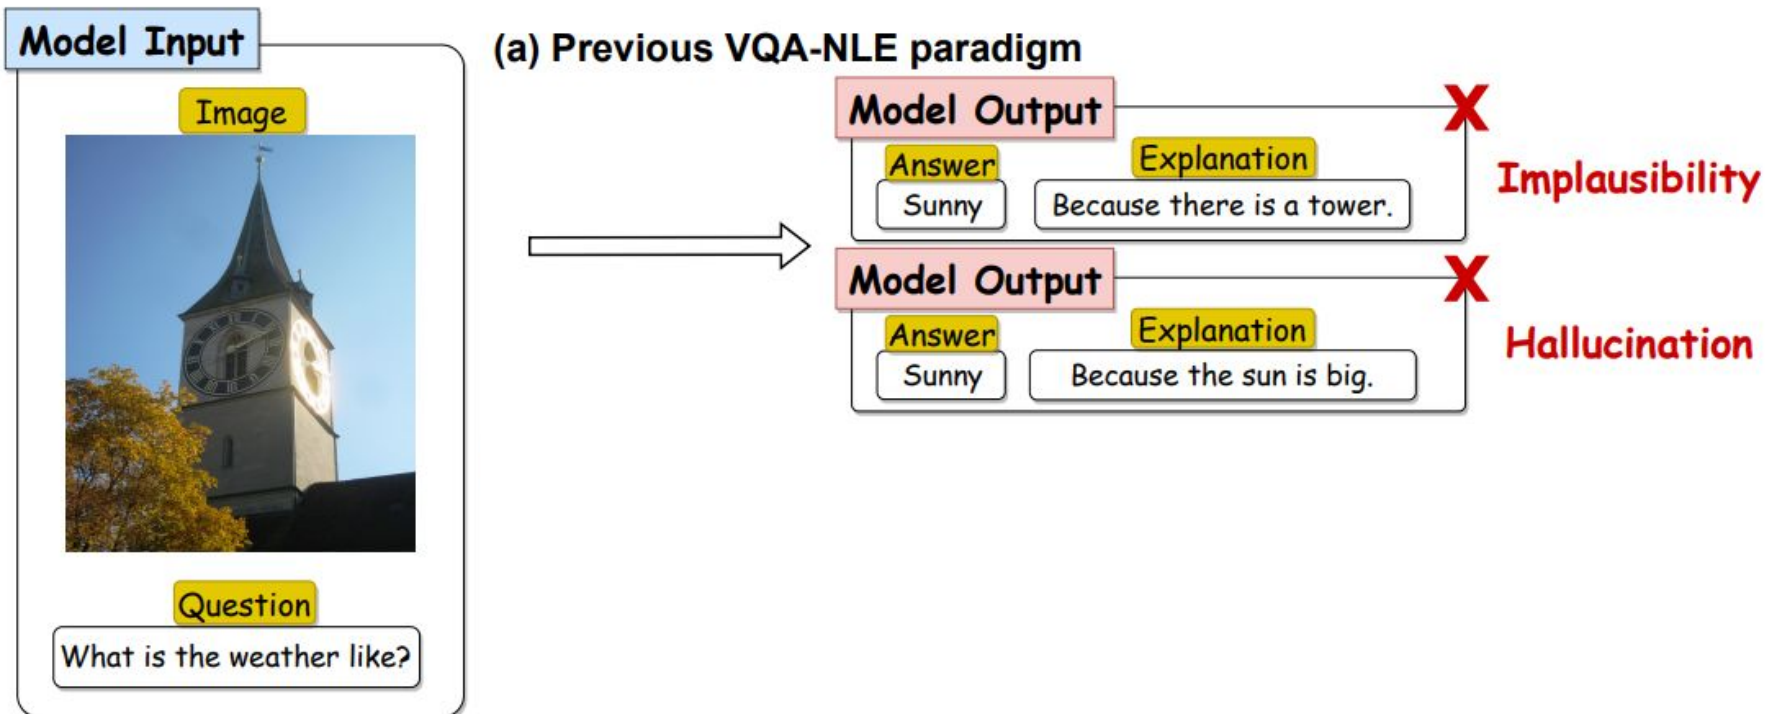 Model Input
Image
Question
What is the weather like?
(a) Previous VQA-NLE paradigm
Model Output
X
Answer
Explanation
Sunny
Because there is a tower.
Implausibility
Model Output
X
Answer
Explanation
Sunny
Because the sun is big.
Hallucination